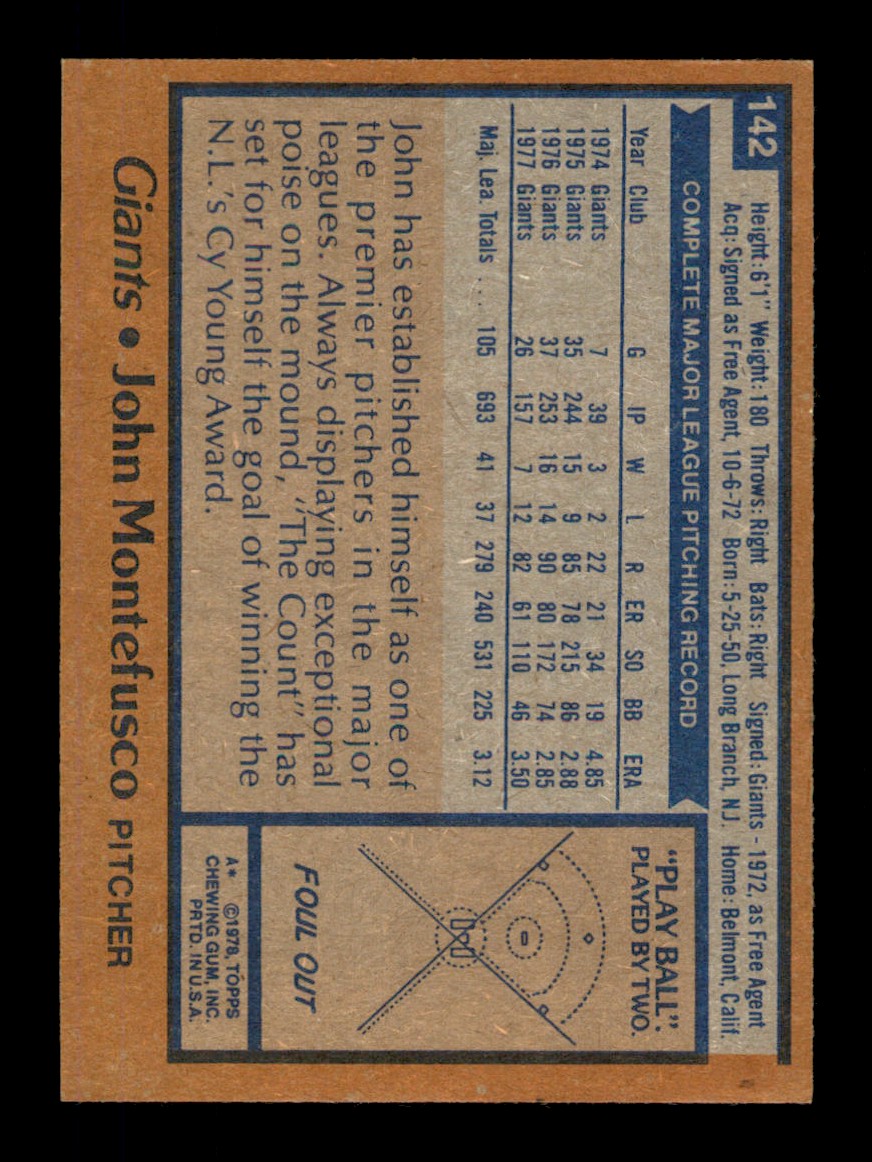 142
Height: 6'1" Weight: 180 Throws: Right Bats: Right Signed: Giants - 1972, as Free Agent
Acq: Signed as Free Agent, 10-6-72 Born: 5-25-50, Long Branch, N.J. Home: Belmont, Calif.
COMPLETE MAJOR LEAGUE PITCHING RECORD
Year Club G IP W L R ER SO BB ERA
1974 Giants 7 39 3 2 22 21 34 19 4.85
1975 Giants 35 244 15 9 85 78 215 86 2.88
1976 Giants 37 253 16 14 90 80 172 74 2.85
1977 Giants 26 157 7 12 82 61 110 46 3.50
Maj. Lea. Totals .... 105 693 41 37 279 240 531 225 3.12
John has established himself as one of
the premier pitchers in the major
leagues. Always displaying exceptional
poise on the mound, "The Count" has
set for himself the goal of winning the
N.L.'s Cy Young Award.
"PLAY BALL"
PLAYED BY TWO.
FOUL OUT
A* ©1978, TOPPS
CHEWING GUM, INC.
PRTD. IN U.S.A.
Giants • John Montefusco PITCHER